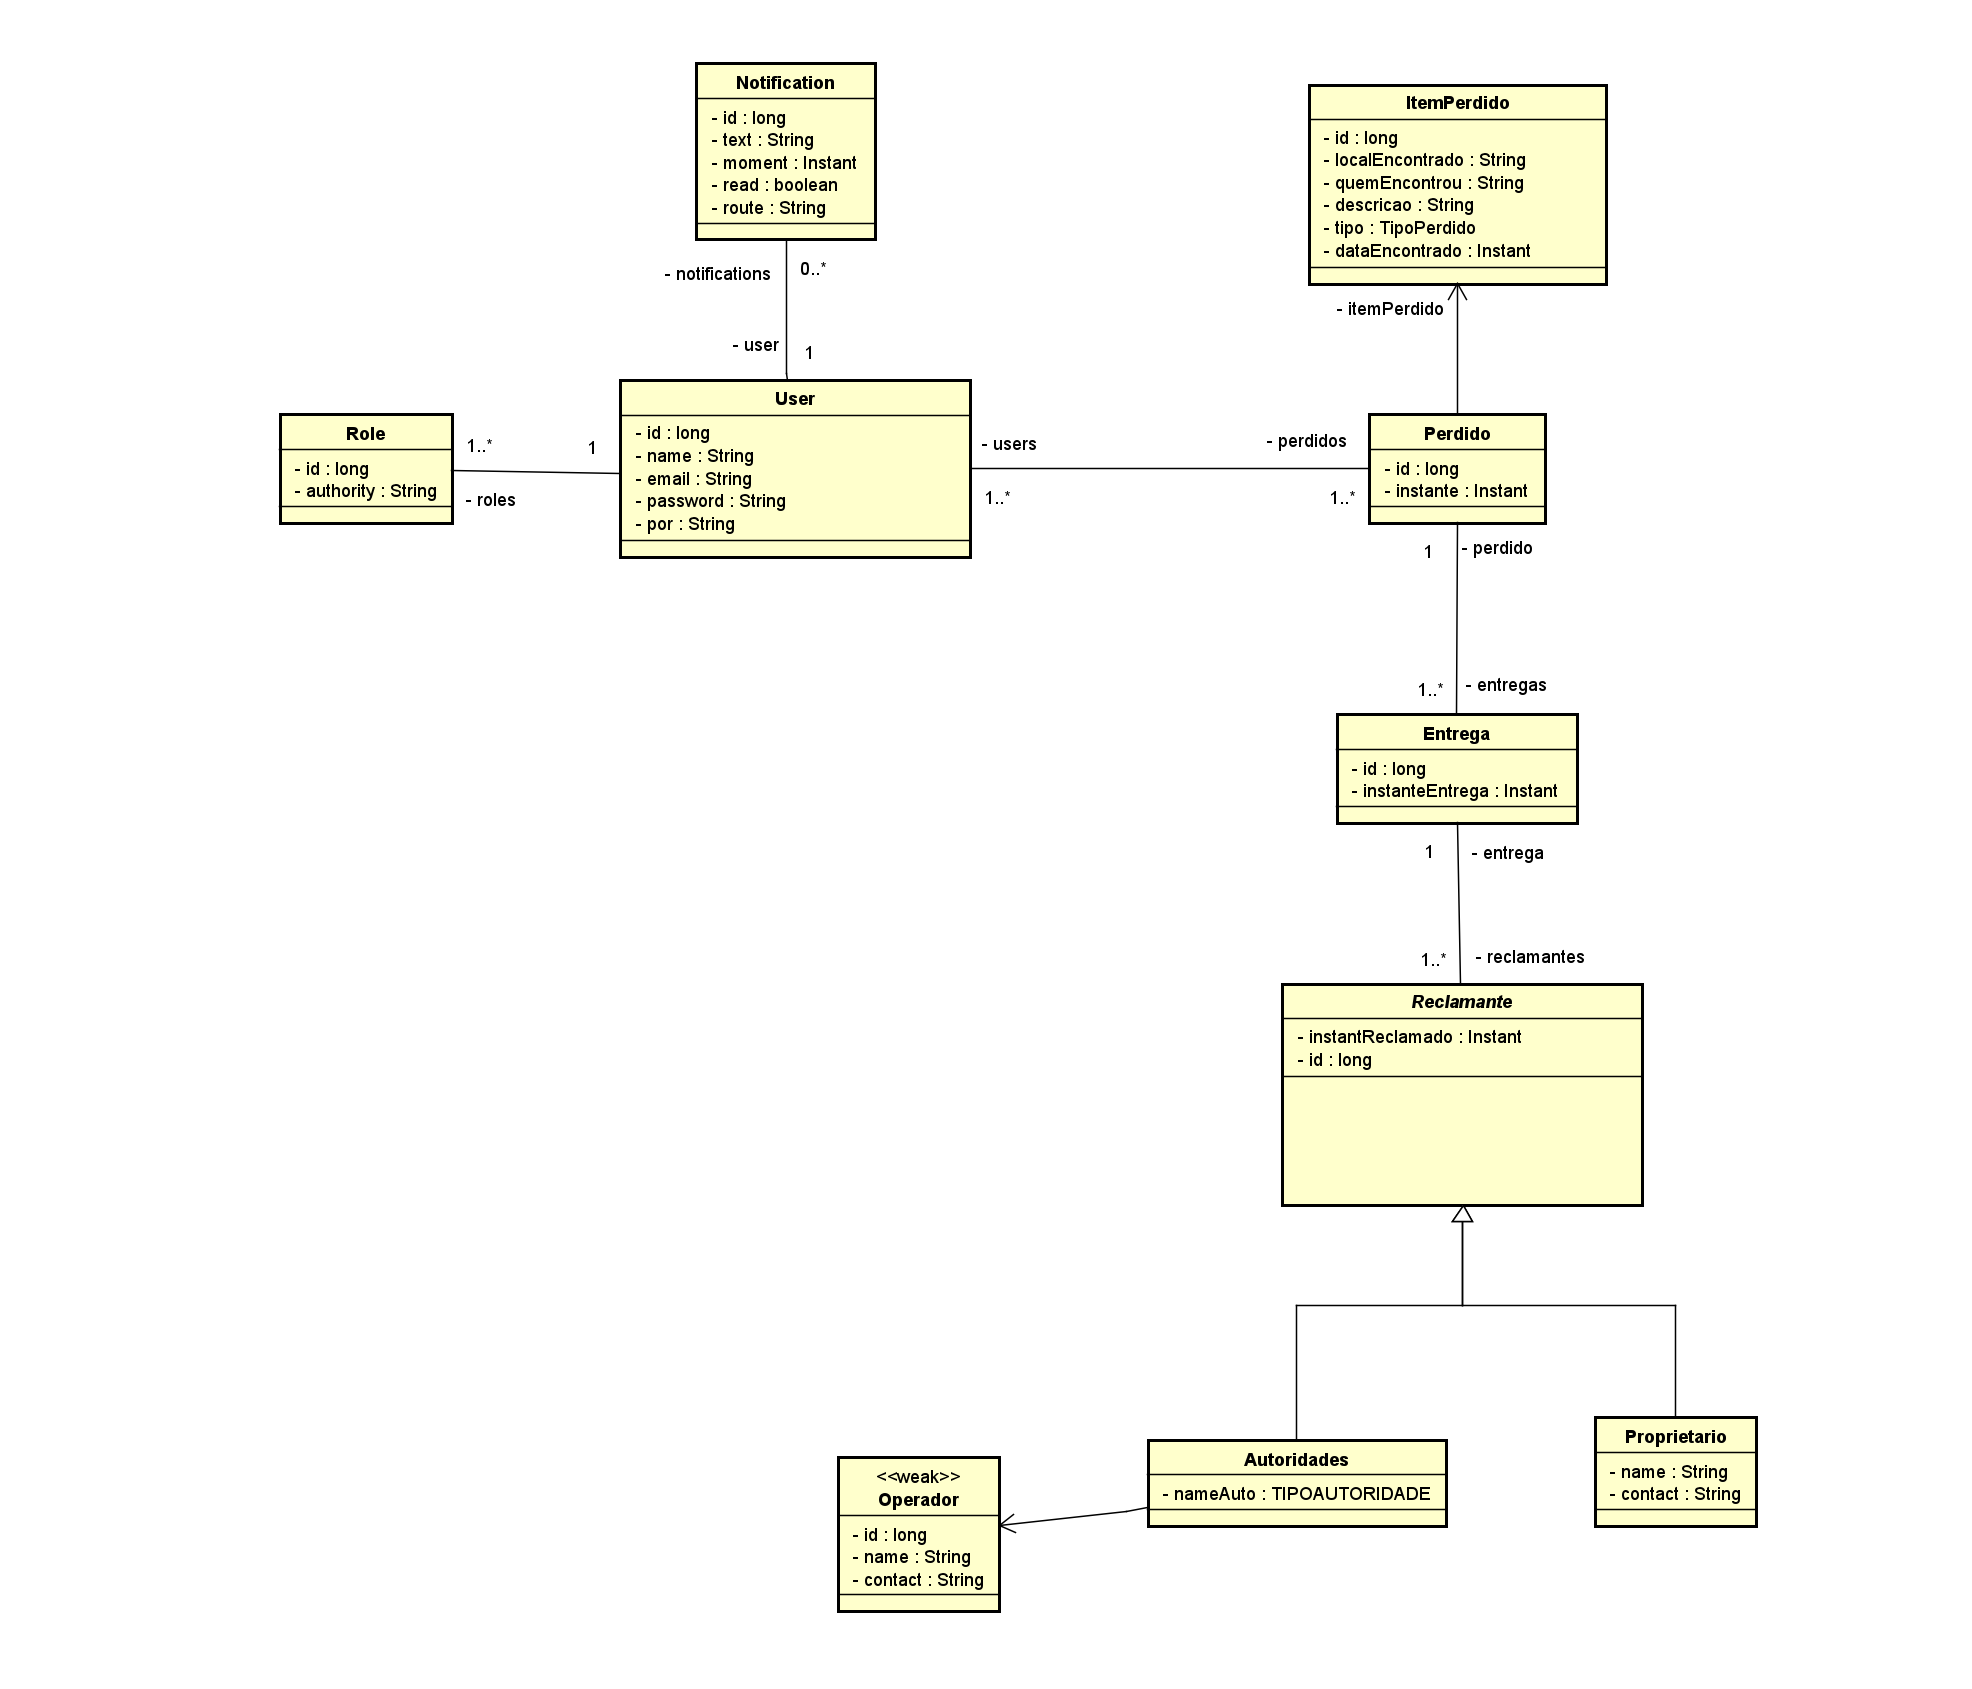 Notification
- id : long
- text : String
- moment : Instant
- read : boolean
- route : String
- notifications
0..*
- user
1
ItemPerdido
- id : long
- localEncontrado : String
- quemEncontrou : String
- descricao : String
- tipo : TipoPerdido
- dataEncontrado : Instant
- itemPerdido
Role
- id : long
- authority : String
1..*
1
- roles
User
- id : long
- name : String
- email : String
- password : String
- por : String
- users
1..*
- perdidos
1..*
Perdido
- id : long
- instante : Instant
1
- perdido
1..*
- entregas
Entrega
- id : long
- instanteEntrega : Instant
1
- entrega
1..*
- reclamantes
Reclamante
- instantReclamado : Instant
- id : long
<<weak>>
Operador
- id : long
- name : String
- contact : String
Autoridades
- nameAuto : TIPOAUTORIDADE
Proprietario
- name : String
- contact : String